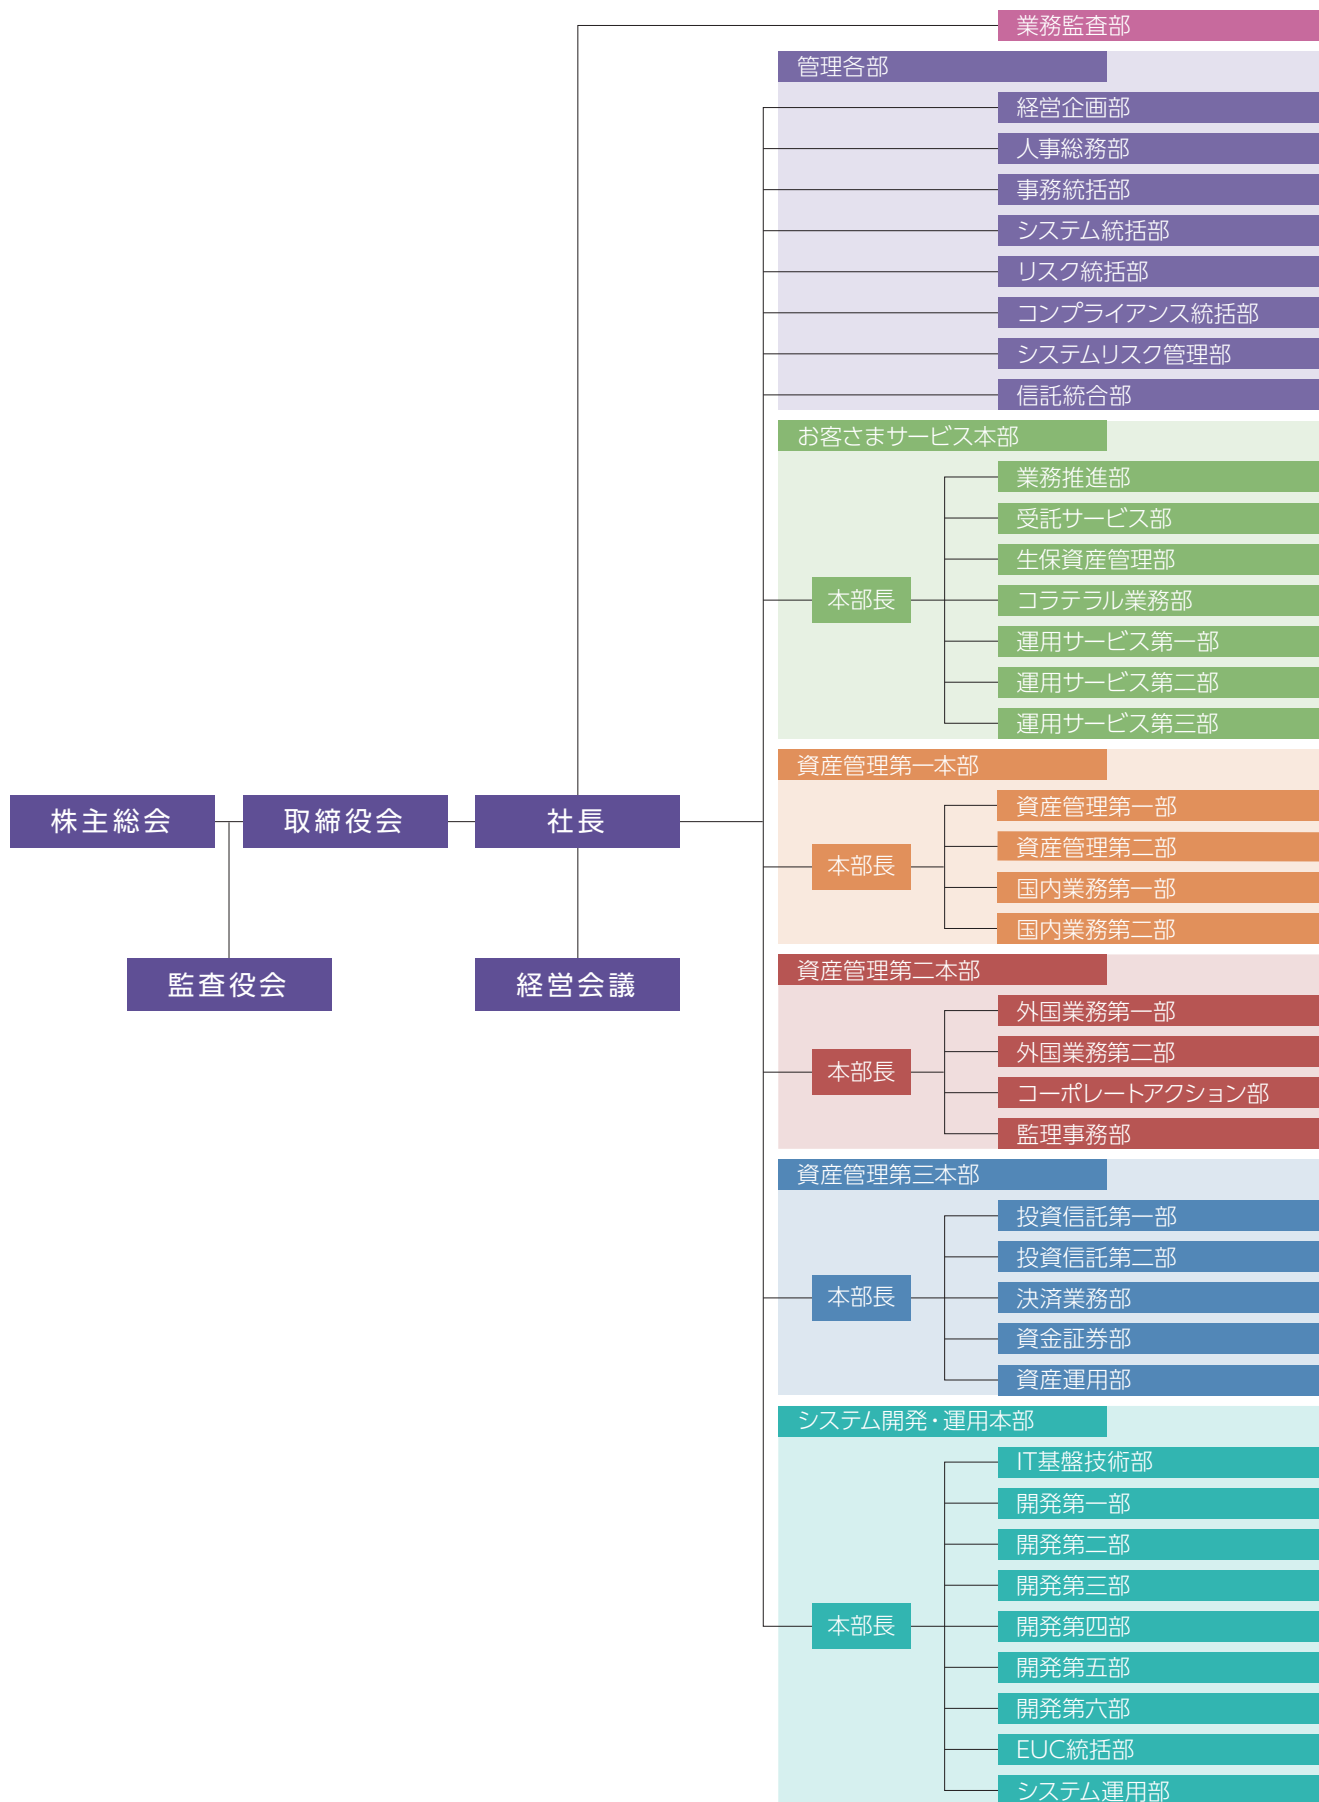 業務監査部
管理各部
経営企画部
人事総務部
事務統括部
システム統括部
リスク統括部
コンプライアンス統括部
システムリスク管理部
信託統合部
お客さまサービス本部
本部長
業務推進部
受託サービス部
生保資産管理部
コラテラル業務部
運用サービス第一部
運用サービス第二部
運用サービス第三部
株主総会
取締役会
社長
監査役会
経営会議
資産管理第一本部
本部長
資産管理第一部
資産管理第二部
国内業務第一部
国内業務第二部
資産管理第二本部
本部長
外国業務第一部
外国業務第二部
コーポレートアクション部
監理事務部
資産管理第三本部
本部長
投資信託第一部
投資信託第二部
決済業務部
資金証券部
資産運用部
システム開発・運用本部
本部長
IT基盤技術部
開発第一部
開発第二部
開発第三部
開発第四部
開発第五部
開発第六部
EUC統括部
システム運用部